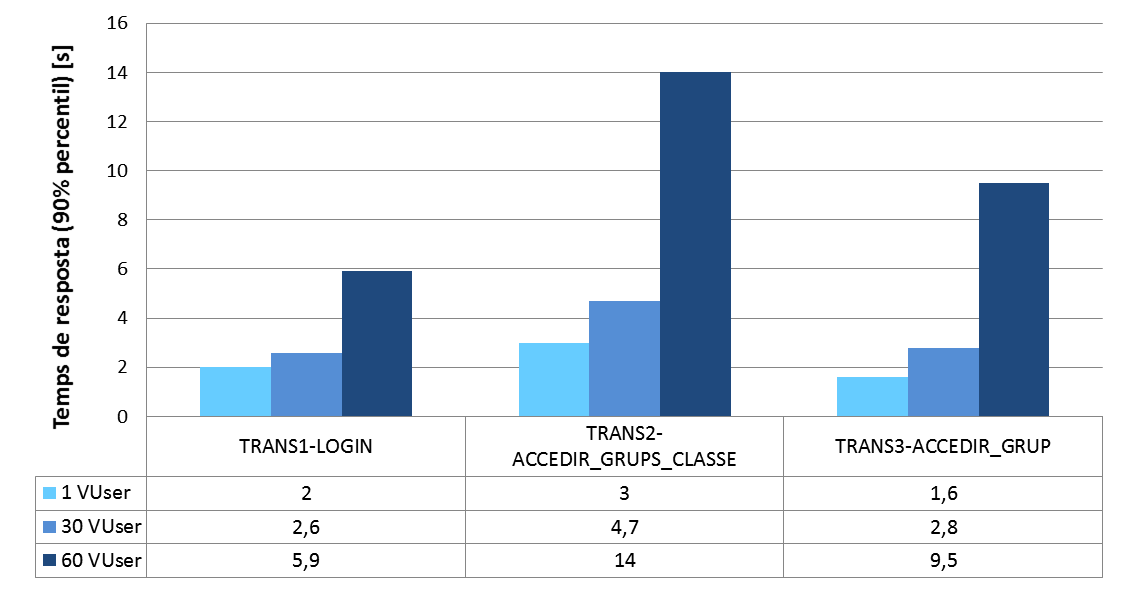 Temps de resposta (90% percentil) [s]
16
14
12
10
8
6
4
2
0
TRANS1-LOGIN
TRANS2-
ACCEDIR_GRUPS_CLASSE
TRANS3-ACCEDIR_GRUP
1 VUser 2 3 1,6
30 VUser 2,6 4,7 2,8
60 VUser 5,9 14 9,5